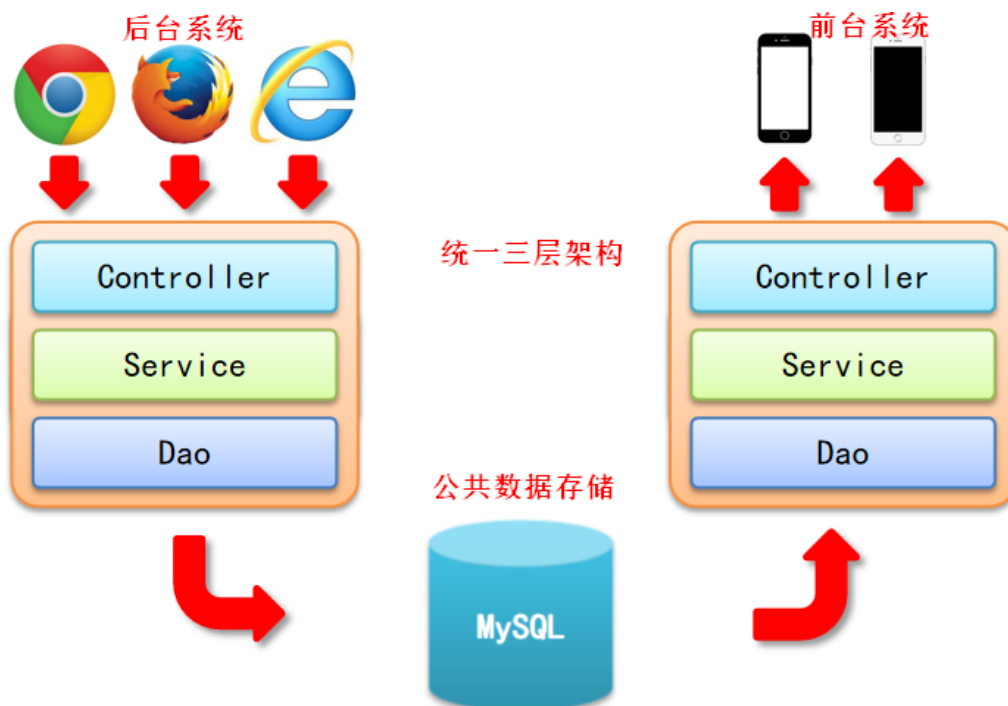 后台系统
前台系统
统一三层架构
Controller
Service
Dao
Controller
Service
Dao
公共数据存储
MySQL